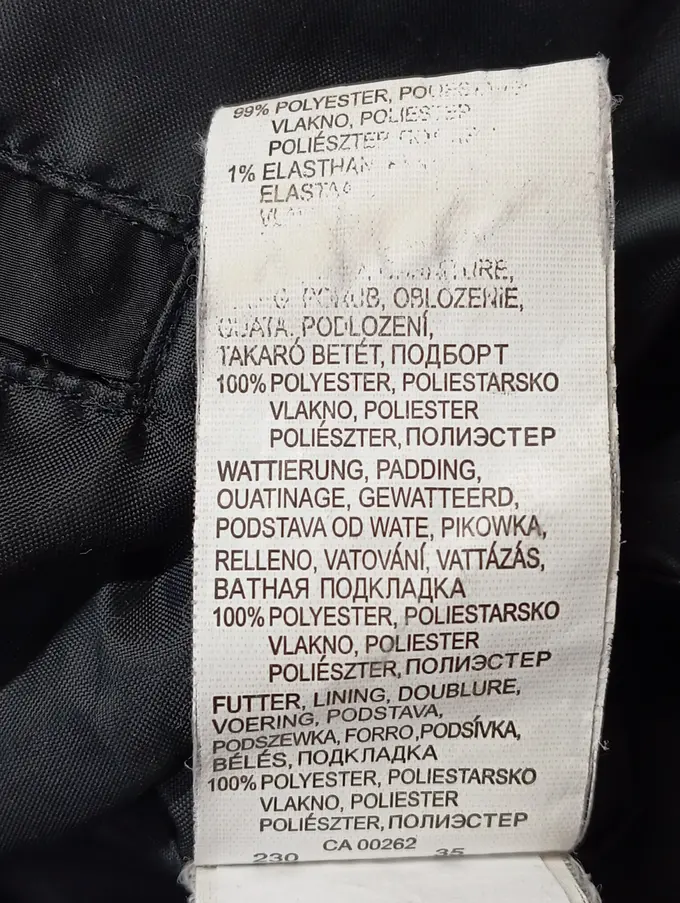 99% POLYESTER,
VLAKNO, POLIESTER
POLIÉSZTER
1% ELASTHAN
OBLOZENIE,
OUATA, PODLOZENÍ,
TAKARÓ BETÉT, ПОДБОРТ
100% POLYESTER, POLIESTARSKO
VLAKNO, POLIESTER
POLIÉSZTER, ПОЛИЭСТЕР
WATTIERUNG, PADDING,
OUATINAGE, GEWATTEERD,
PODSTAVA OD WATE, PIKOWKA,
RELLENO, VATOVÁNÍ, VATTÁZÁS,
ВАТНАЯ ПОДКЛАДКА
100% POLYESTER, POLIESTARSKO
VLAKNO, POLIESTER
POLIÉSZTER, ПОЛИЭСТЕР
FUTTER, LINING, DOUBLURE,
VOERING, PODSTAVA,
PODSZEWKA, FORRO, PODSÍVKA,
BÉLÉS, ПОДКЛАДКА
100% POLYESTER, POLIESTARSKO
VLAKNO, POLIESTER
POLIÉSZTER, ПОЛИЭСТЕР
CA 00262
230 35